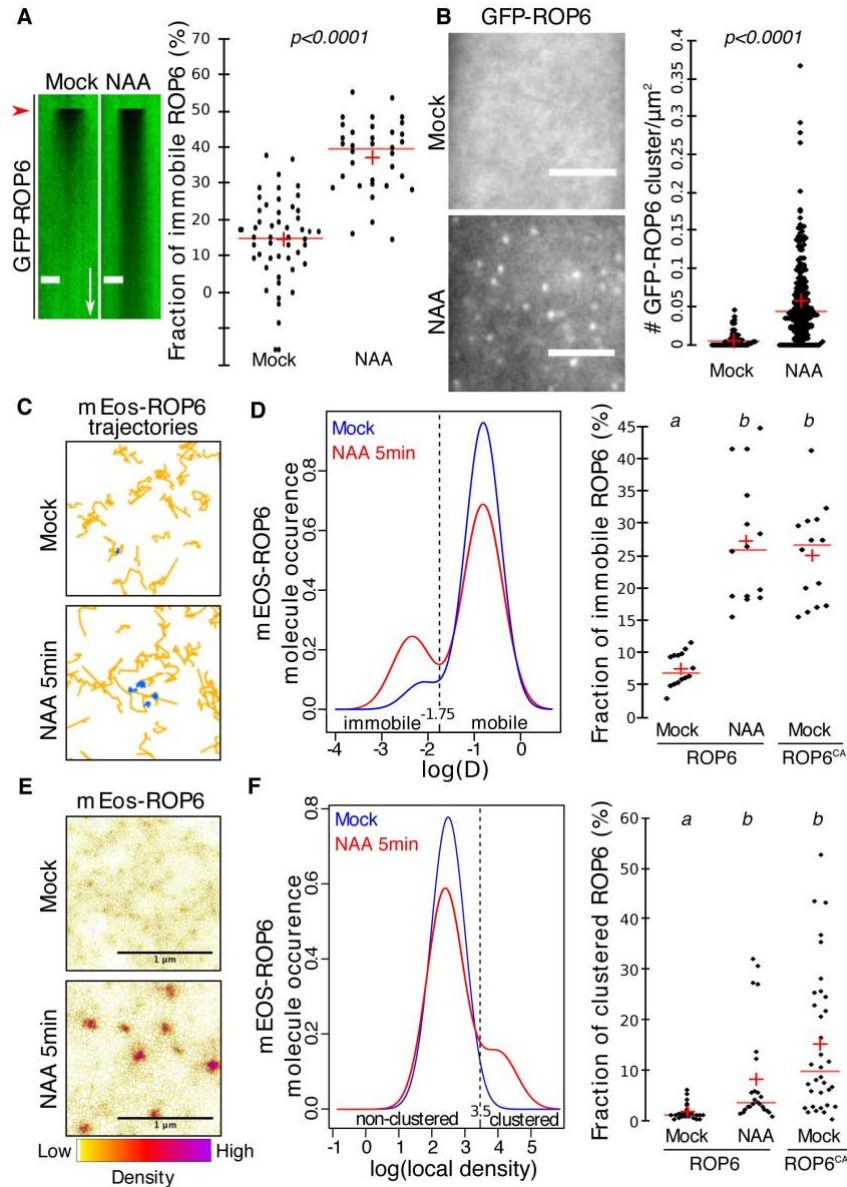 A
Mock NAA
GFP-ROP6
Fraction of immobile ROP6 (%)
70
60
50
40
30
20
10
0
p<0.0001
Mock NAA
B
GFP-ROP6
Mock
NAA
# GFP-ROP6 cluster/µm²
0.4
0.35
0.3
0.25
0.2
0.15
0.1
0.05
0
p<0.0001
Mock NAA
C
mEos-ROP6
trajectories
Mock
NAA 5min
D
Mock
NAA 5min
mEOS-ROP6
molecule occurence
0.8
0.6
0.4
0.2
0.0
immobile -1.75 mobile
-4 -3 -2 -1 0
log(D)
Fraction of immobile ROP6 (%)
45
40
35
30
25
20
15
10
5
0
a b b
Mock NAA Mock
ROP6 ROP6CA
E
mEos-ROP6
Mock
1 µm
NAA 5min
1 µm
Low High
Density
F
Mock
NAA 5min
mEOS-ROP6
molecule occurence
0.8
0.6
0.4
0.2
0.0
non-clustered 3.5 clustered
-1 0 1 2 3 4 5
log(local density)
Fraction of clustered ROP6 (%)
60
50
40
30
20
10
0
a b b
Mock NAA Mock
ROP6 ROP6CA